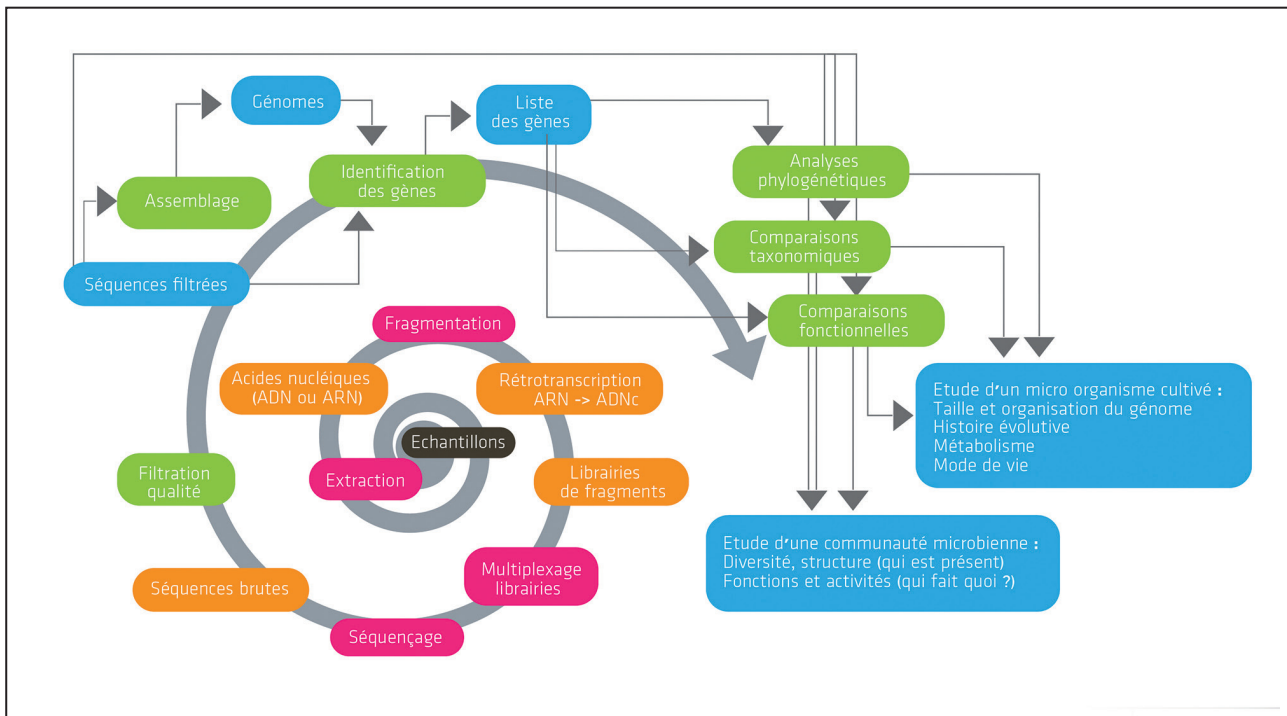 Génomes
Liste
des gènes
Identification
des gènes
Analyses
phylogénétiques
Assemblage
Comparaisons
taxonomiques
Séquences filtrées
Comparaisons
fonctionnelles
Fragmentation
Acides nucléiques
(ADN ou ARN)
Rétrotranscription
ARN -> ADNc
Echantillons
Extraction
Filtration
qualité
Librairies
de fragments
Etude d'un micro organisme cultivé :
Taille et organisation du génome
Histoire évolutive
Métabolisme
Mode de vie
Etude d'une communauté microbienne :
Diversité, structure (qui est présent)
Fonctions et activités (qui fait quoi ?)
Multiplexage
librairies
Séquences brutes
Séquençage